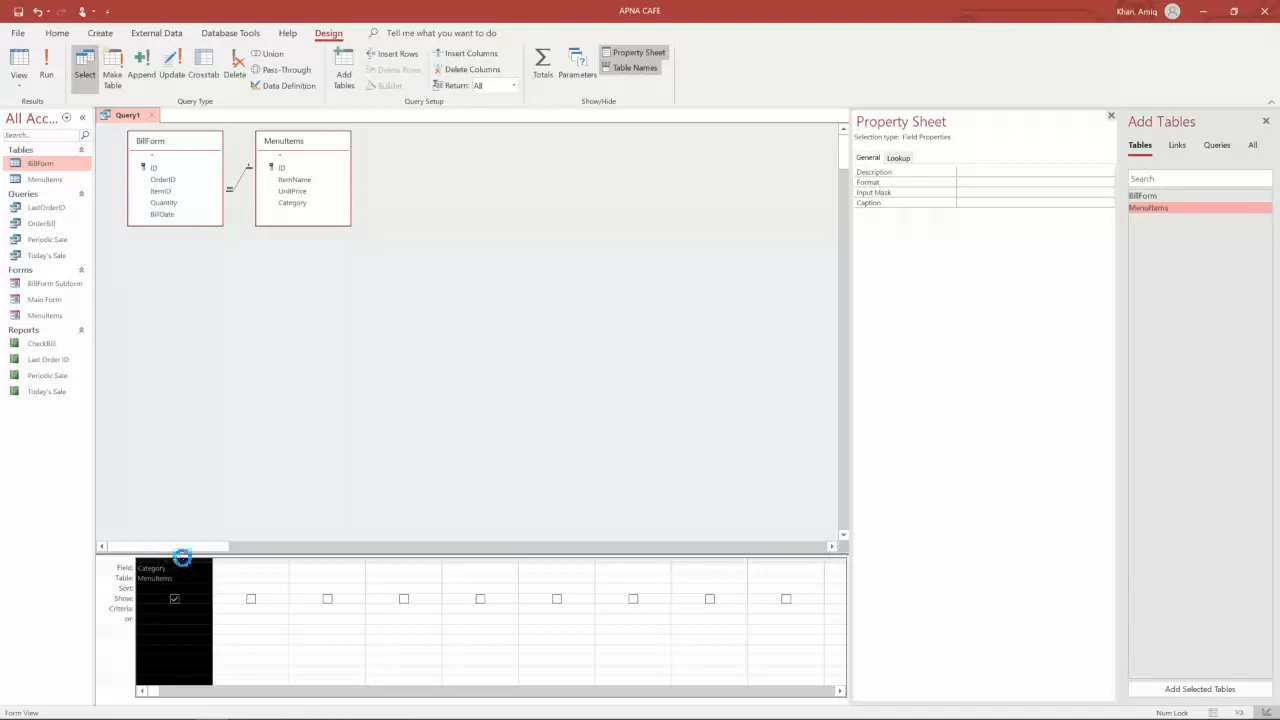 APNA CAFE
Khan, Amiq
File Home Create External Data Database Tools Help Design Tell me what you want to do
View
Run
Results
Select
Make Table
Append
Update
Crosstab
Delete
Union
Pass-Through
Data Definition
Query Type
Add Tables
Insert Rows
Delete Rows
Builder
Insert Columns
Delete Columns
Return: All
Query Setup
Totals
Parameters
Property Sheet
Table Names
Show/Hide
All Acc...
Search...
Tables
BillForm
MenuItems
Queries
LastOrderID
OrderBill
Periodic Sale
Today's Sale
Forms
BillForm Subform
Main Form
MenuItems
Reports
CheckBill
Last Order ID
Periodic Sale
Today's Sale
Query1
BillForm
*
ID
OrderID
ItemID
Quantity
BillDate
MenuItems
*
ID
ItemName
UnitPrice
Category
1
Field: Category
Table: MenuItems
Sort:
Show:
Criteria:
or:
Property Sheet
Selection type: Field Properties
General Lookup
Description
Format
Input Mask
Caption
Add Tables
Tables Links Queries All
Search
BillForm
MenuItems
Add Selected Tables
Form View
Num Lock
SQL